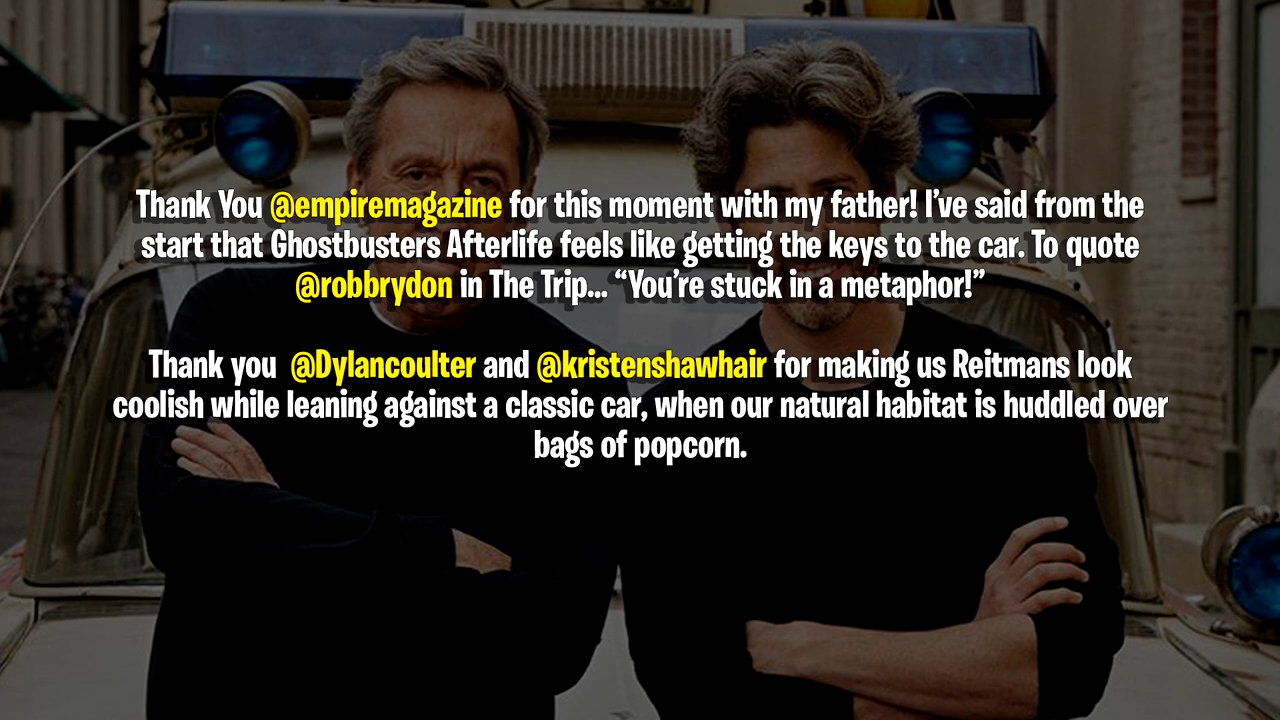 Thank You @empiremagazine for this moment with my father! I’ve said from the
start that Ghostbusters Afterlife feels like getting the keys to the car. To quote
@robbrydon in The Trip... “You’re stuck in a metaphor!”
Thank you  @Dylancoulter and @kristenshawhair for making us Reitmans look
coolish while leaning against a classic car, when our natural habitat is huddled over
bags of popcorn.